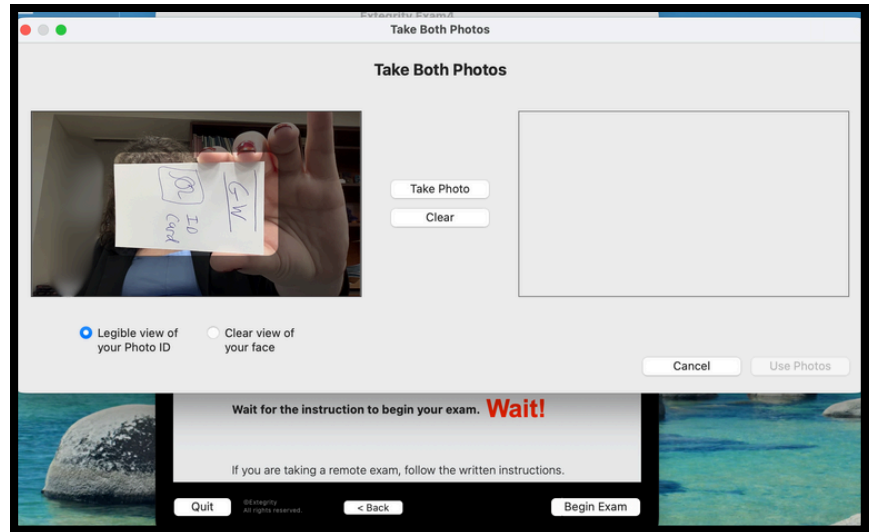 Extegrity Exam4
Take Both Photos
Take Both Photos
GW
ID
Card
Take Photo
Clear
Legible view of
your Photo ID
Clear view of
your face
Cancel
Use Photos
Wait for the instruction to begin your exam. Wait!
If you are taking a remote exam, follow the written instructions.
Quit
©Extegrity
All rights reserved.
< Back
Begin Exam